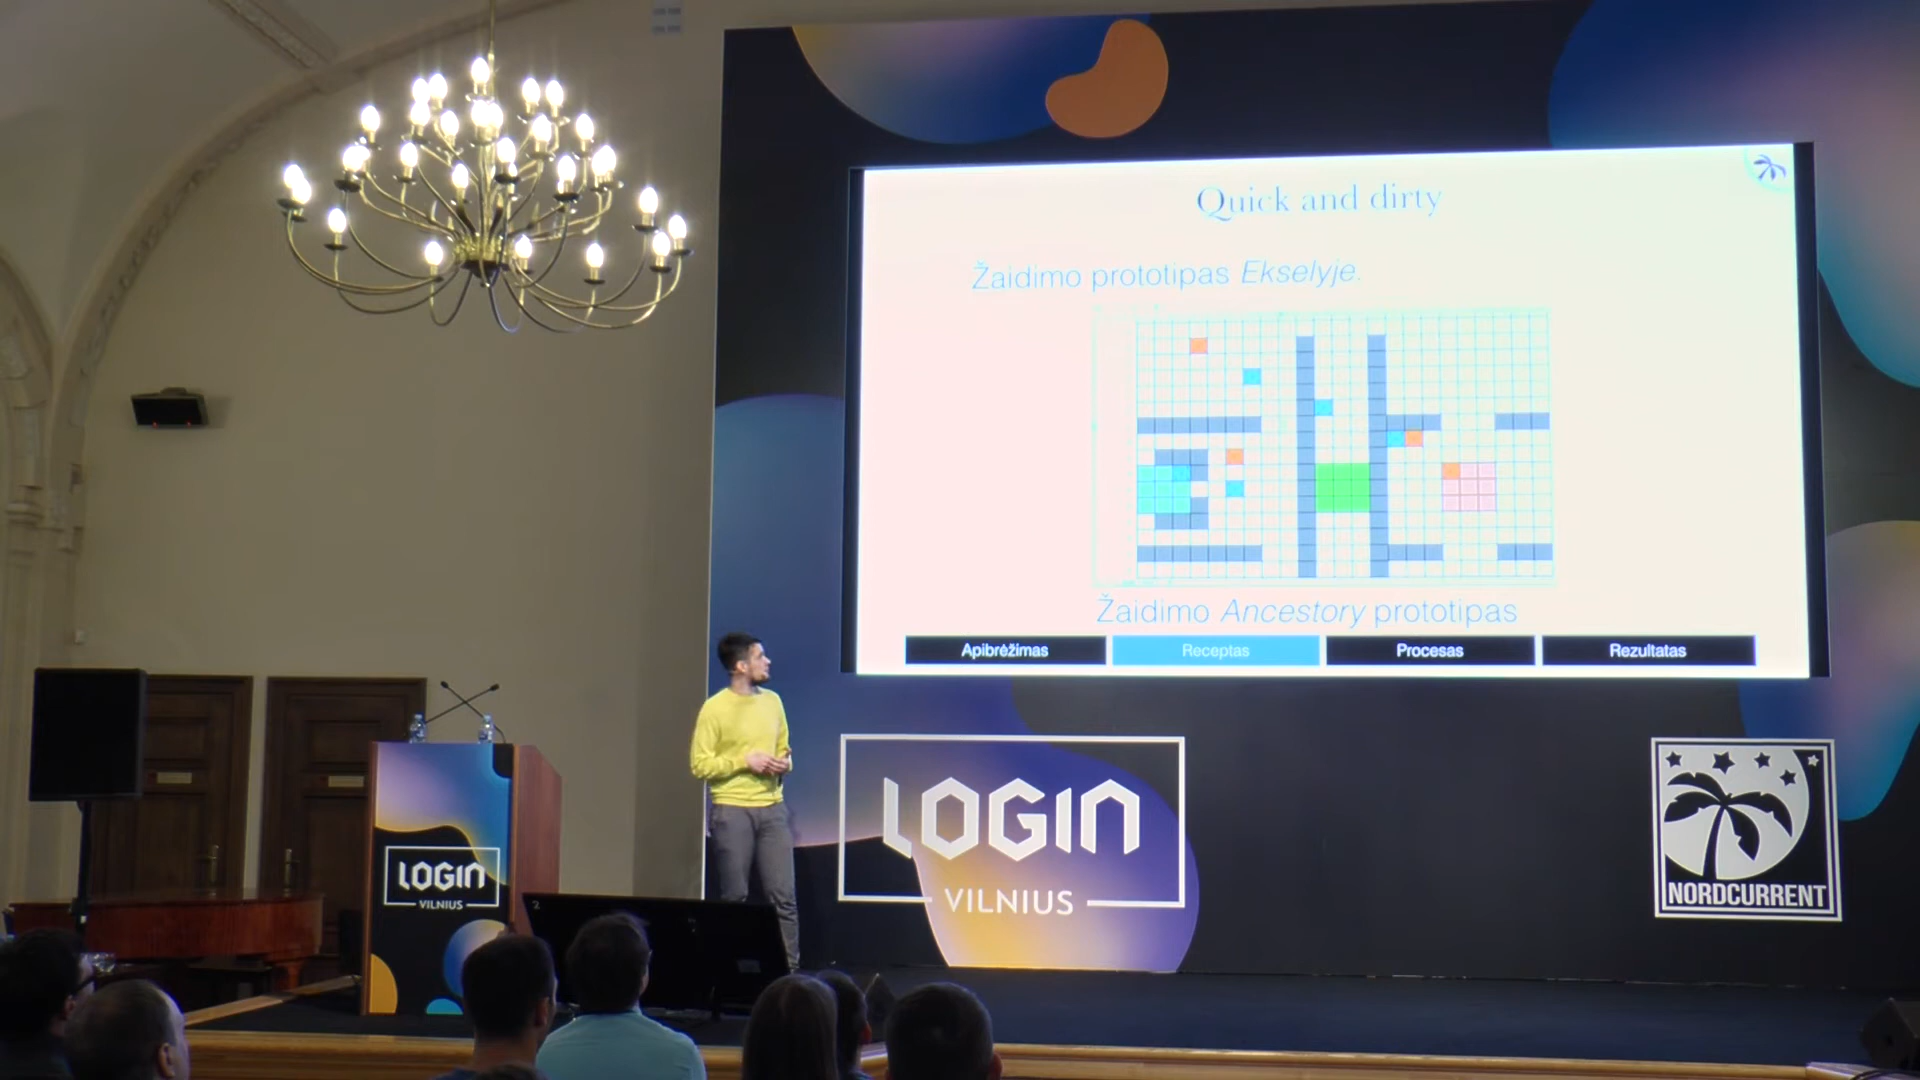 Quick and dirty
Žaidimo prototipas Ekselyje.
Žaidimo Ancestory prototipas
Apibrėžimas
Receptas
Procesas
Rezultatas
LOGIN
VILNIUS
NORDCURRENT
LOGIN
VILNIUS